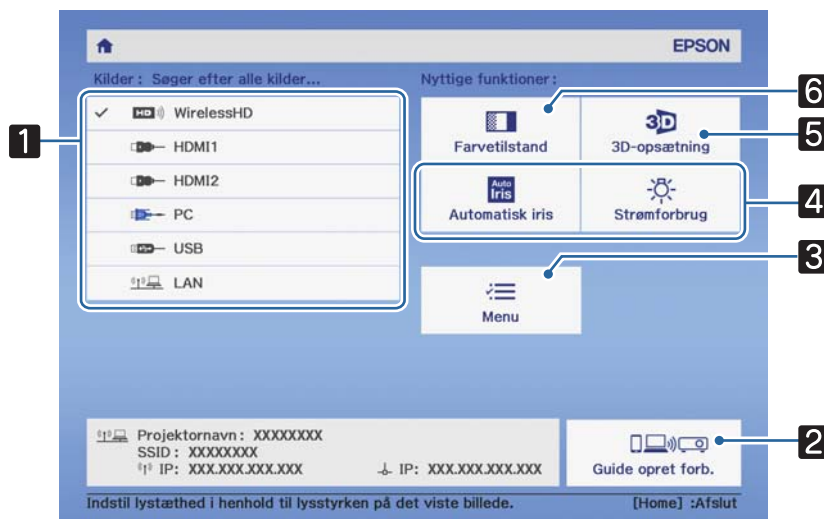 EPSON
Kilder : Søger efter alle kilder...
Nyttige funktioner :
1
HD WirelessHD
HDMI1
HDMI2
PC
USB
LAN
6
Farvetilstand
3D
3D-opsætning
5
Auto Iris
Automatisk iris
Strømforbrug
4
3
Menu
Projektornavn : XXXXXXXX
SSID : XXXXXXXX
IP: XXX.XXX.XXX.XXX
IP: XXX.XXX.XXX.XXX
2
Guide opret forb.
Indstil lystæthed i henhold til lysstyrken på det viste billede.
[Home] :Afslut